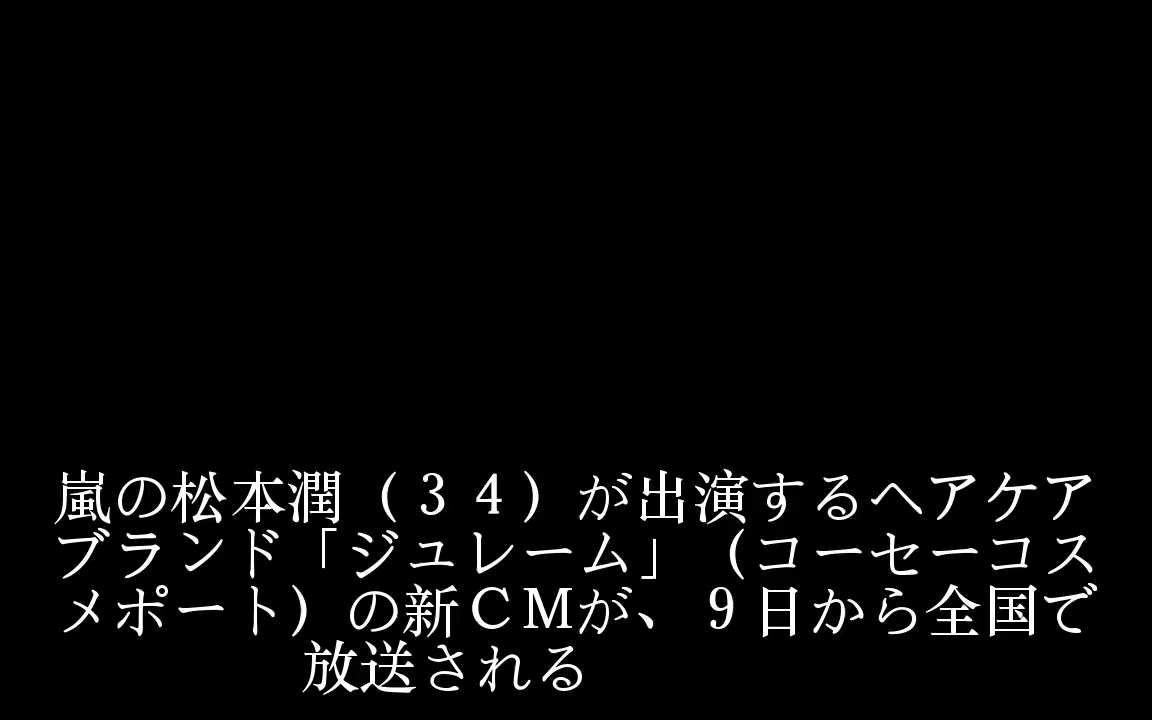 嵐の松本潤（３４）が出演するヘアケア
ブランド「ジュレーム」（コーセーコス
メポート）の新ＣＭが、９日から全国で
放送される